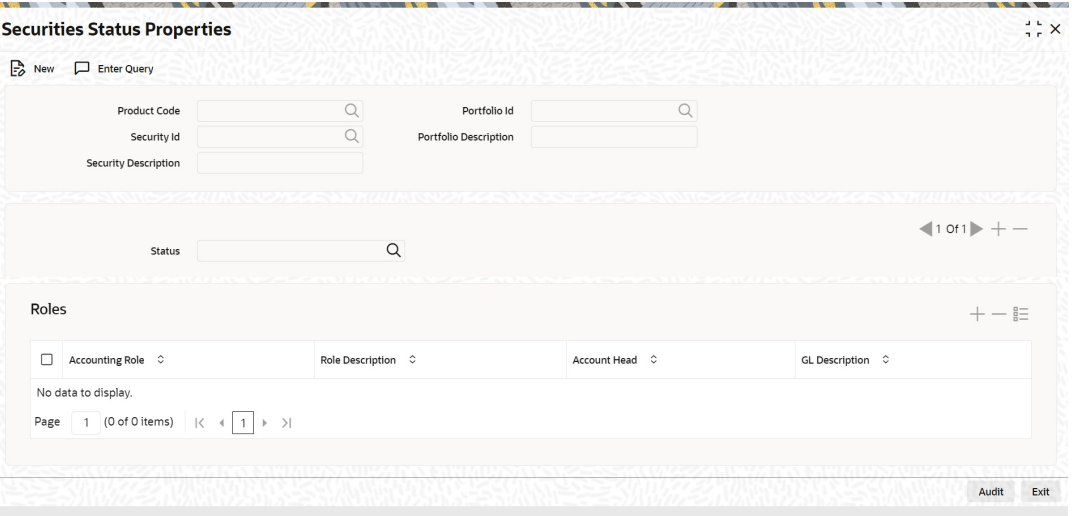 Securities Status Properties
New Enter Query
Product Code Portfolio Id
Security Id Portfolio Description
Security Description
1 Of 1
Status
Roles
Accounting Role Role Description Account Head GL Description
No data to display.
Page 1 (0 of 0 items) 1
Audit Exit